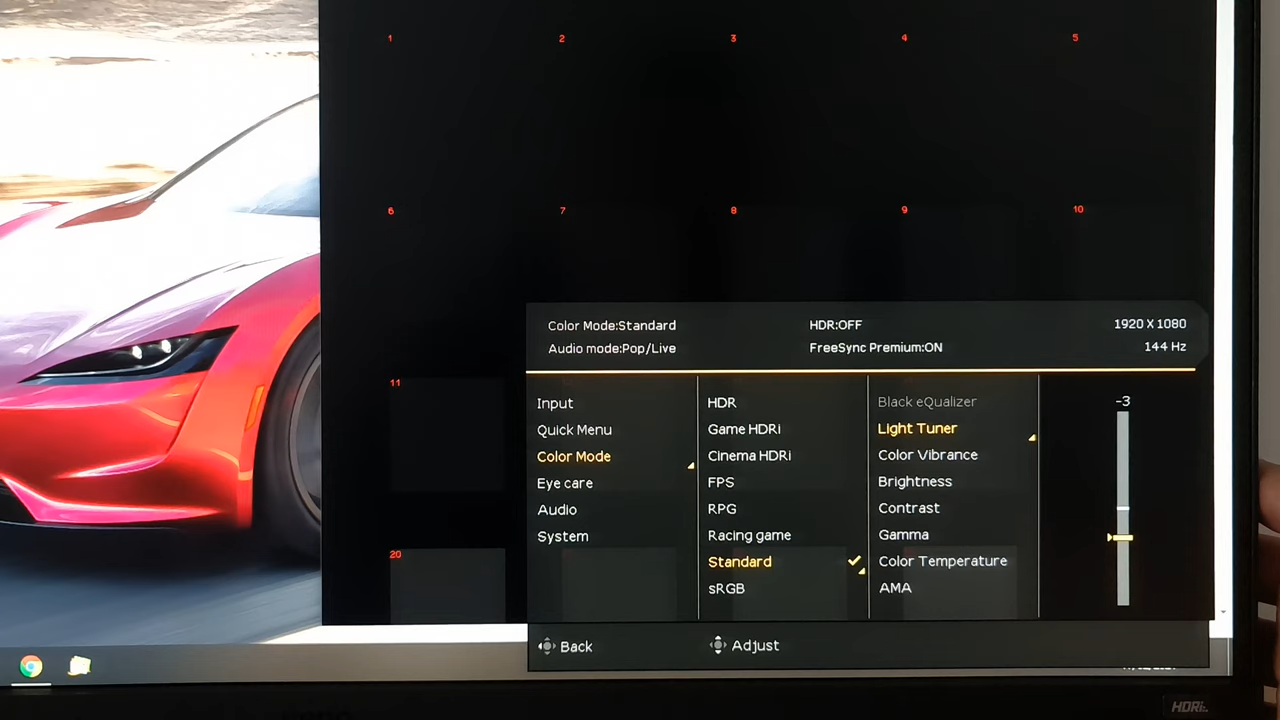 1 2 3 4 5
6 7 8 9 10
Color Mode:Standard HDR:OFF 1920 X 1080
Audio mode:Pop/Live FreeSync Premium:ON 144 Hz
11
Input HDR Black eQualizer -3
Quick Menu Game HDRi Light Tuner
Color Mode Cinema HDRi Color Vibrance
Eye care FPS Brightness
Audio RPG Contrast
System Racing game Gamma
20
Standard Color Temperature
sRGB AMA
Back Adjust
HDRi